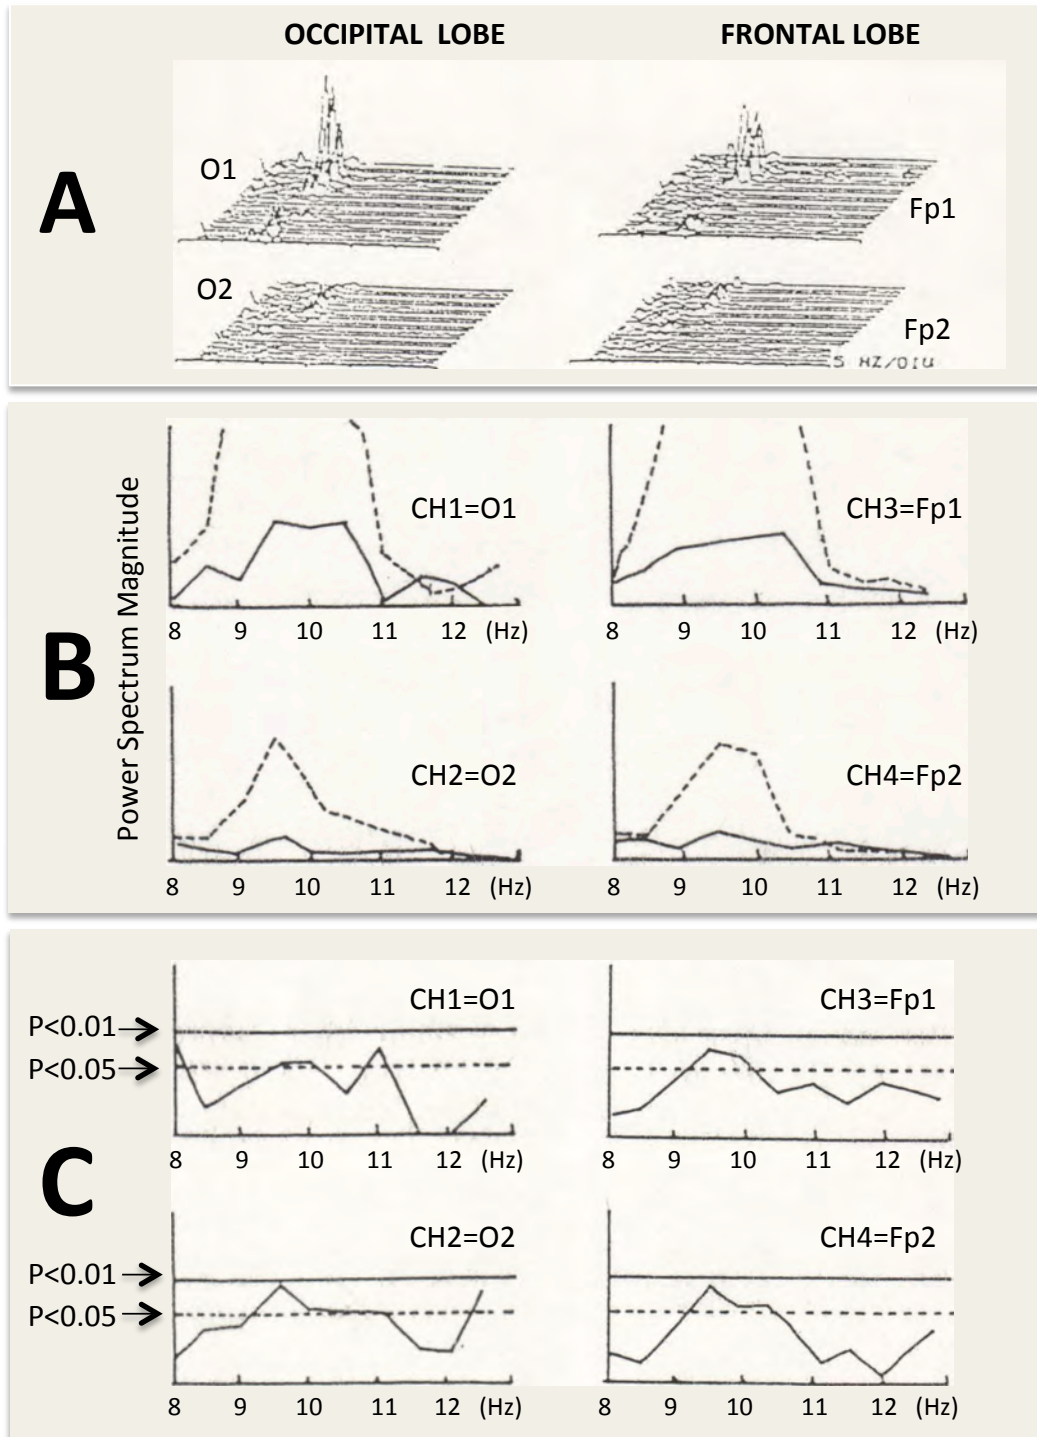 OCCIPITAL LOBE FRONTAL LOBE
A
O1
Fp1
O2
Fp2
5 HZ/DIV
B
Power Spectrum Magnitude
CH1=O1
8 9 10 11 12 (Hz)
CH3=Fp1
8 9 10 11 12 (Hz)
CH2=O2
8 9 10 11 12 (Hz)
CH4=Fp2
8 9 10 11 12 (Hz)
C
P<0.01
P<0.05
CH1=O1
8 9 10 11 12 (Hz)
CH3=Fp1
8 9 10 11 12 (Hz)
P<0.01
P<0.05
CH2=O2
8 9 10 11 12 (Hz)
CH4=Fp2
8 9 10 11 12 (Hz)